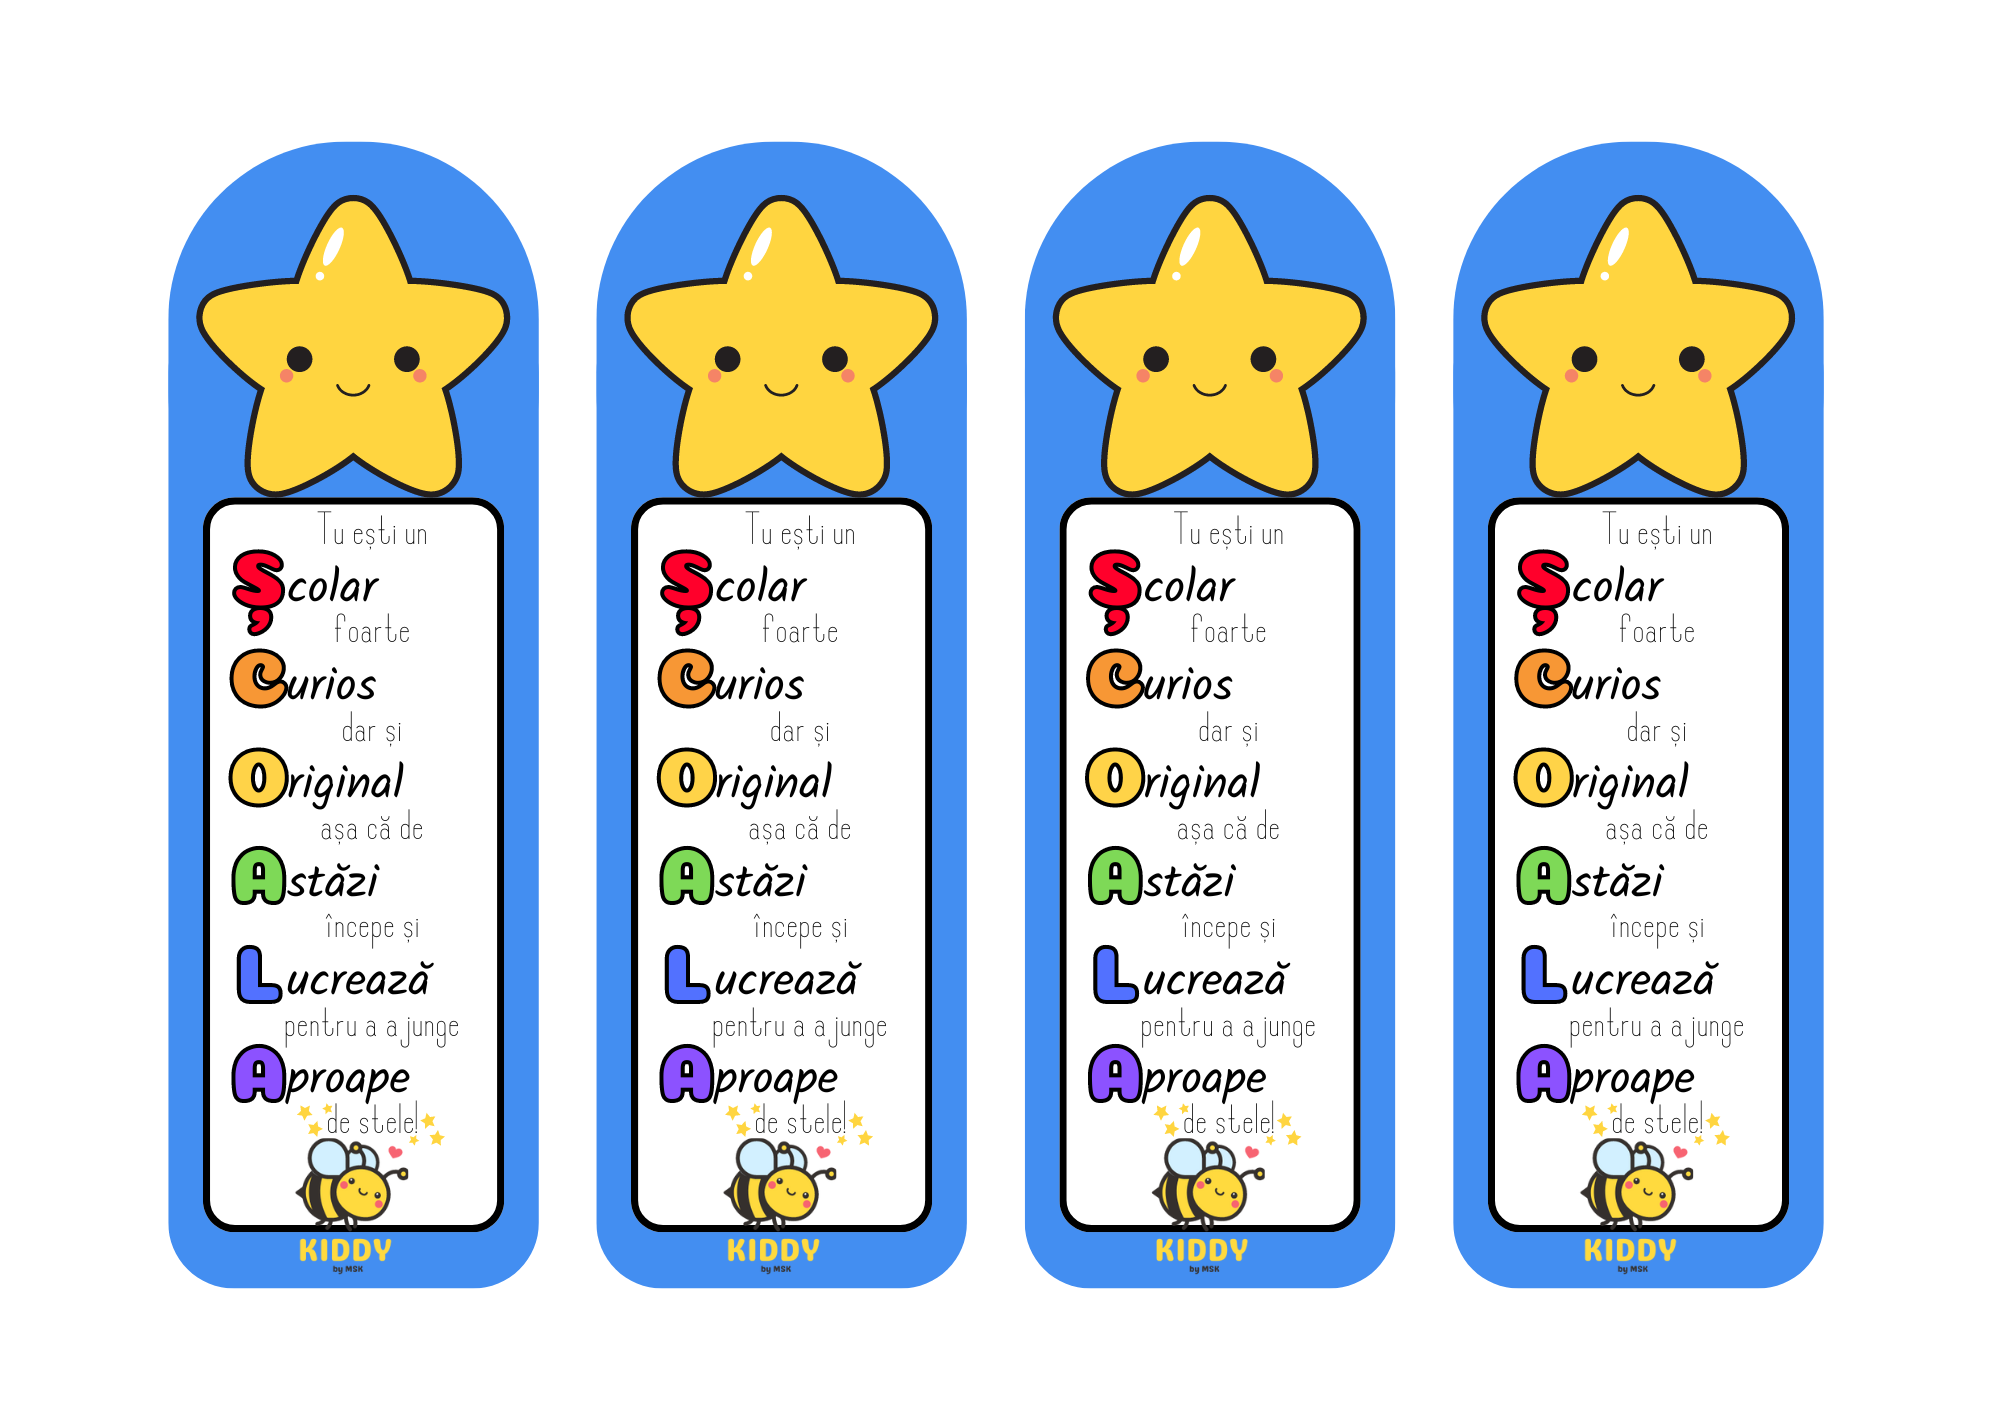 Tu ești un
Școlar
foarte
Curios
dar și
Original
așa că de
Astăzi
începe și
Lucrează
pentru a ajunge
Aproape
de stele!
KIDDY
by MSK
Tu ești un
Școlar
foarte
Curios
dar și
Original
așa că de
Astăzi
începe și
Lucrează
pentru a ajunge
Aproape
de stele!
KIDDY
by MSK
Tu ești un
Școlar
foarte
Curios
dar și
Original
așa că de
Astăzi
începe și
Lucrează
pentru a ajunge
Aproape
de stele!
KIDDY
by MSK
Tu ești un
Școlar
foarte
Curios
dar și
Original
așa că de
Astăzi
începe și
Lucrează
pentru a ajunge
Aproape
de stele!
KIDDY
by MSK